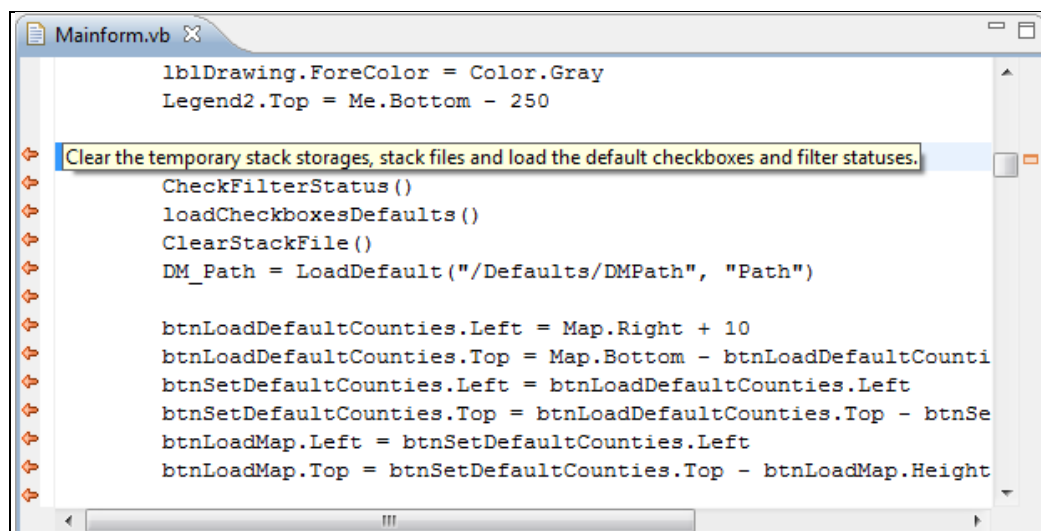 Mainform.vb
lblDrawing.ForeColor = Color.Gray
Legend2.Top = Me.Bottom - 250
Clear the temporary stack storages, stack files and load the default checkboxes and filter statuses.
CheckFilterStatus()
loadCheckboxesDefaults()
ClearStackFile()
DM_Path = LoadDefault("/Defaults/DMPath", "Path")
btnLoadDefaultCounties.Left = Map.Right + 10
btnLoadDefaultCounties.Top = Map.Bottom - btnLoadDefaultCounti
btnSetDefaultCounties.Left = btnLoadDefaultCounties.Left
btnSetDefaultCounties.Top = btnLoadDefaultCounties.Top - btnSe
btnLoadMap.Left = btnSetDefaultCounties.Left
btnLoadMap.Top = btnSetDefaultCounties.Top - btnLoadMap.Height